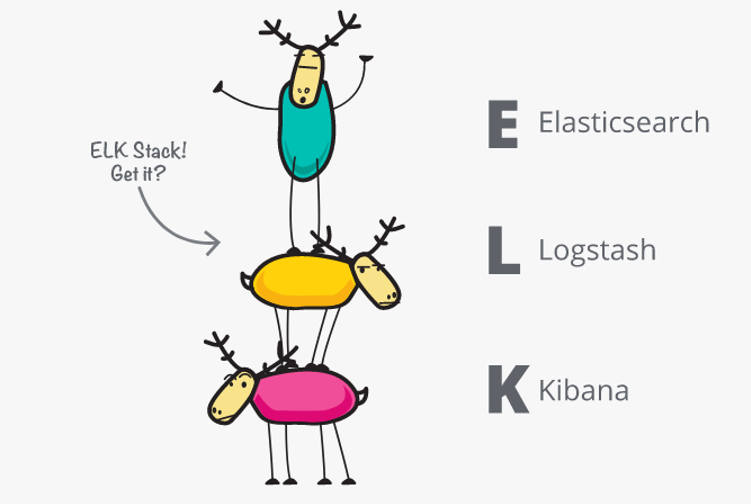 ELK Stack!
Get it?
E Elasticsearch
L Logstash
K Kibana